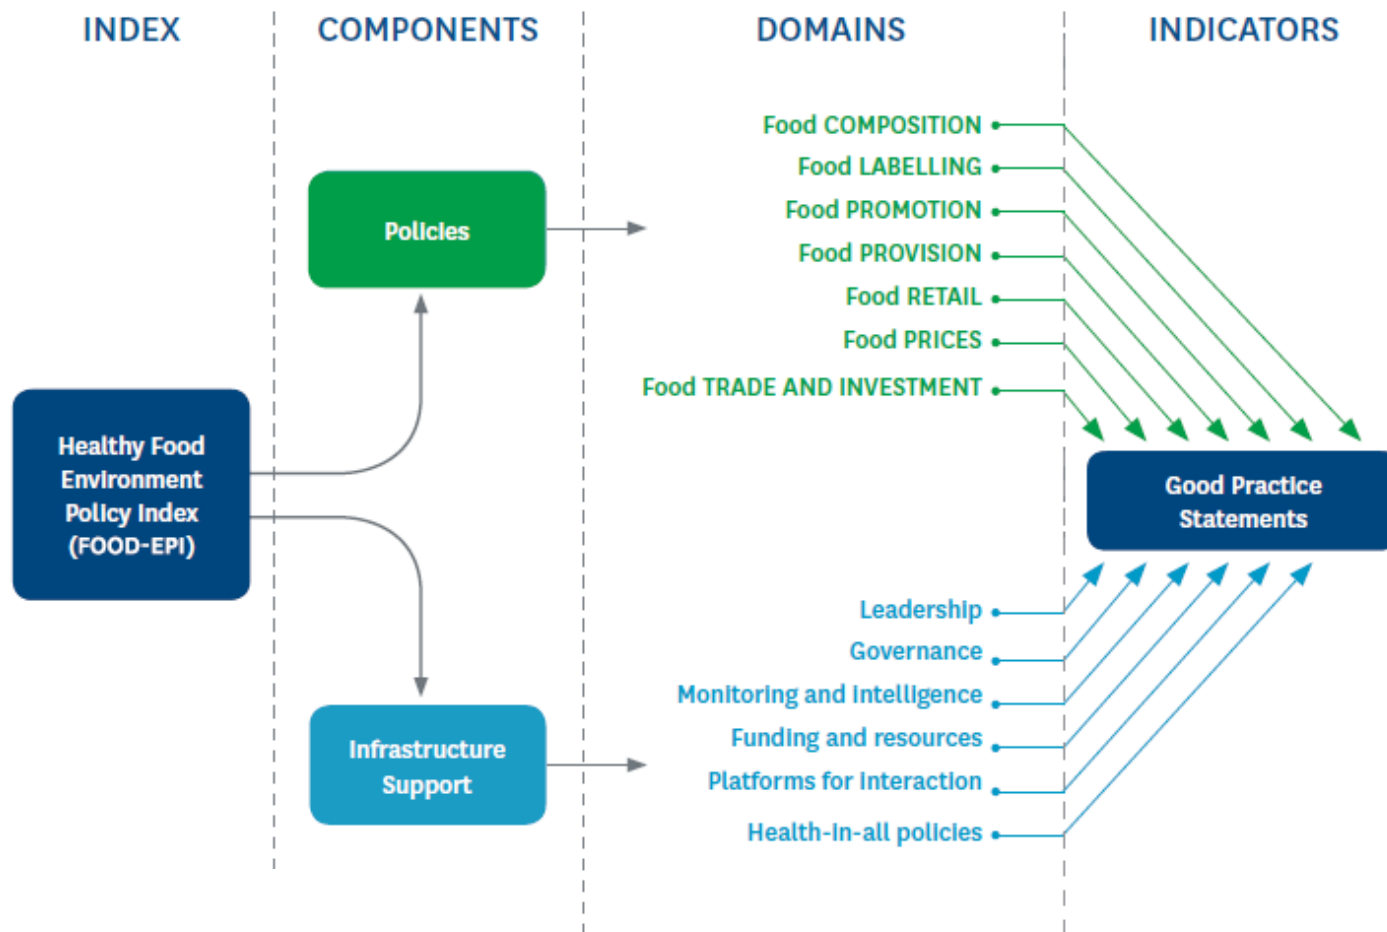 INDEX
COMPONENTS
DOMAINS
INDICATORS
Food COMPOSITION
Food LABELLING
Food PROMOTION
Food PROVISION
Food RETAIL
Food PRICES
Food TRADE AND INVESTMENT
Policies
Healthy Food
Environment
Policy Index
(FOOD-EPI)
Good Practice
Statements
Infrastructure
Support
Leadership
Governance
Monitoring and intelligence
Funding and resources
Platforms for Interaction
Health-in-all policies